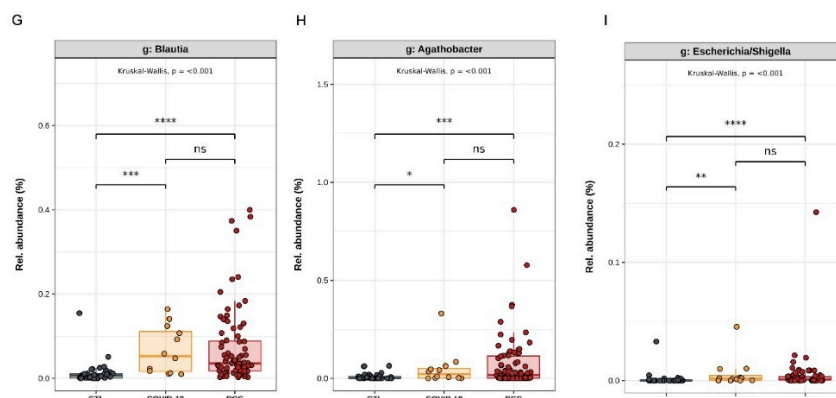 G
g: Blautia
Kruskal-Wallis, p = <0.001
****
ns
***
0.6
0.4
0.2
0.0
Rel. abundance (%)
H
g: Agathobacter
Kruskal-Wallis, p = <0.001
***
ns
*
1.5
1.0
0.5
0.0
Rel. abundance (%)
I
g: Escherichia/Shigella
Kruskal-Wallis, p = <0.001
****
ns
**
0.2
0.1
0.0
Rel. abundance (%)